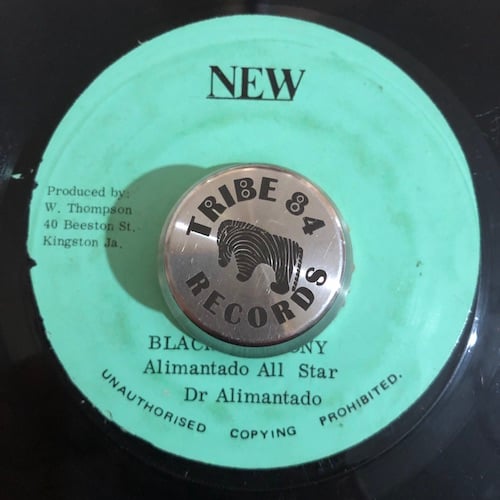 NEW
Produced by:
W. Thompson
40 Beeston St.
Kingston Ja.
TRIBE 84
RECORDS
Alimantado All Star
Dr Alimantado
UNAUTHORISED COPYING PROHIBITED.